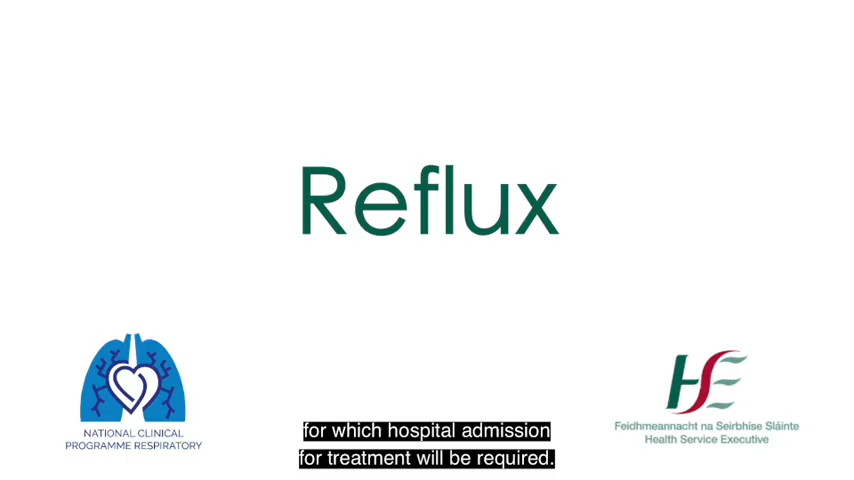 Reflux
NATIONAL CLINICAL
PROGRAMME RESPIRATORY
HSE
Feidhmeannacht na Seirbhíse Sláinte
Health Service Executive
for which hospital admission
for treatment will be required.